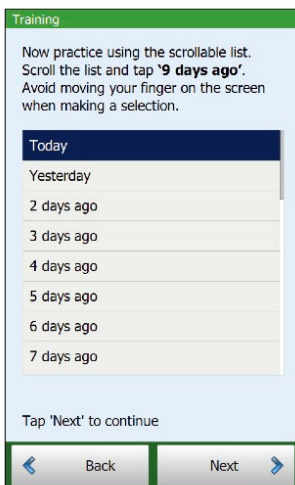 Training
Now practice using the scrollable list.
Scroll the list and tap ‘9 days ago’.
Avoid moving your finger on the screen
when making a selection.
Today
Yesterday
2 days ago
3 days ago
4 days ago
5 days ago
6 days ago
7 days ago
Tap 'Next' to continue
Back
Next